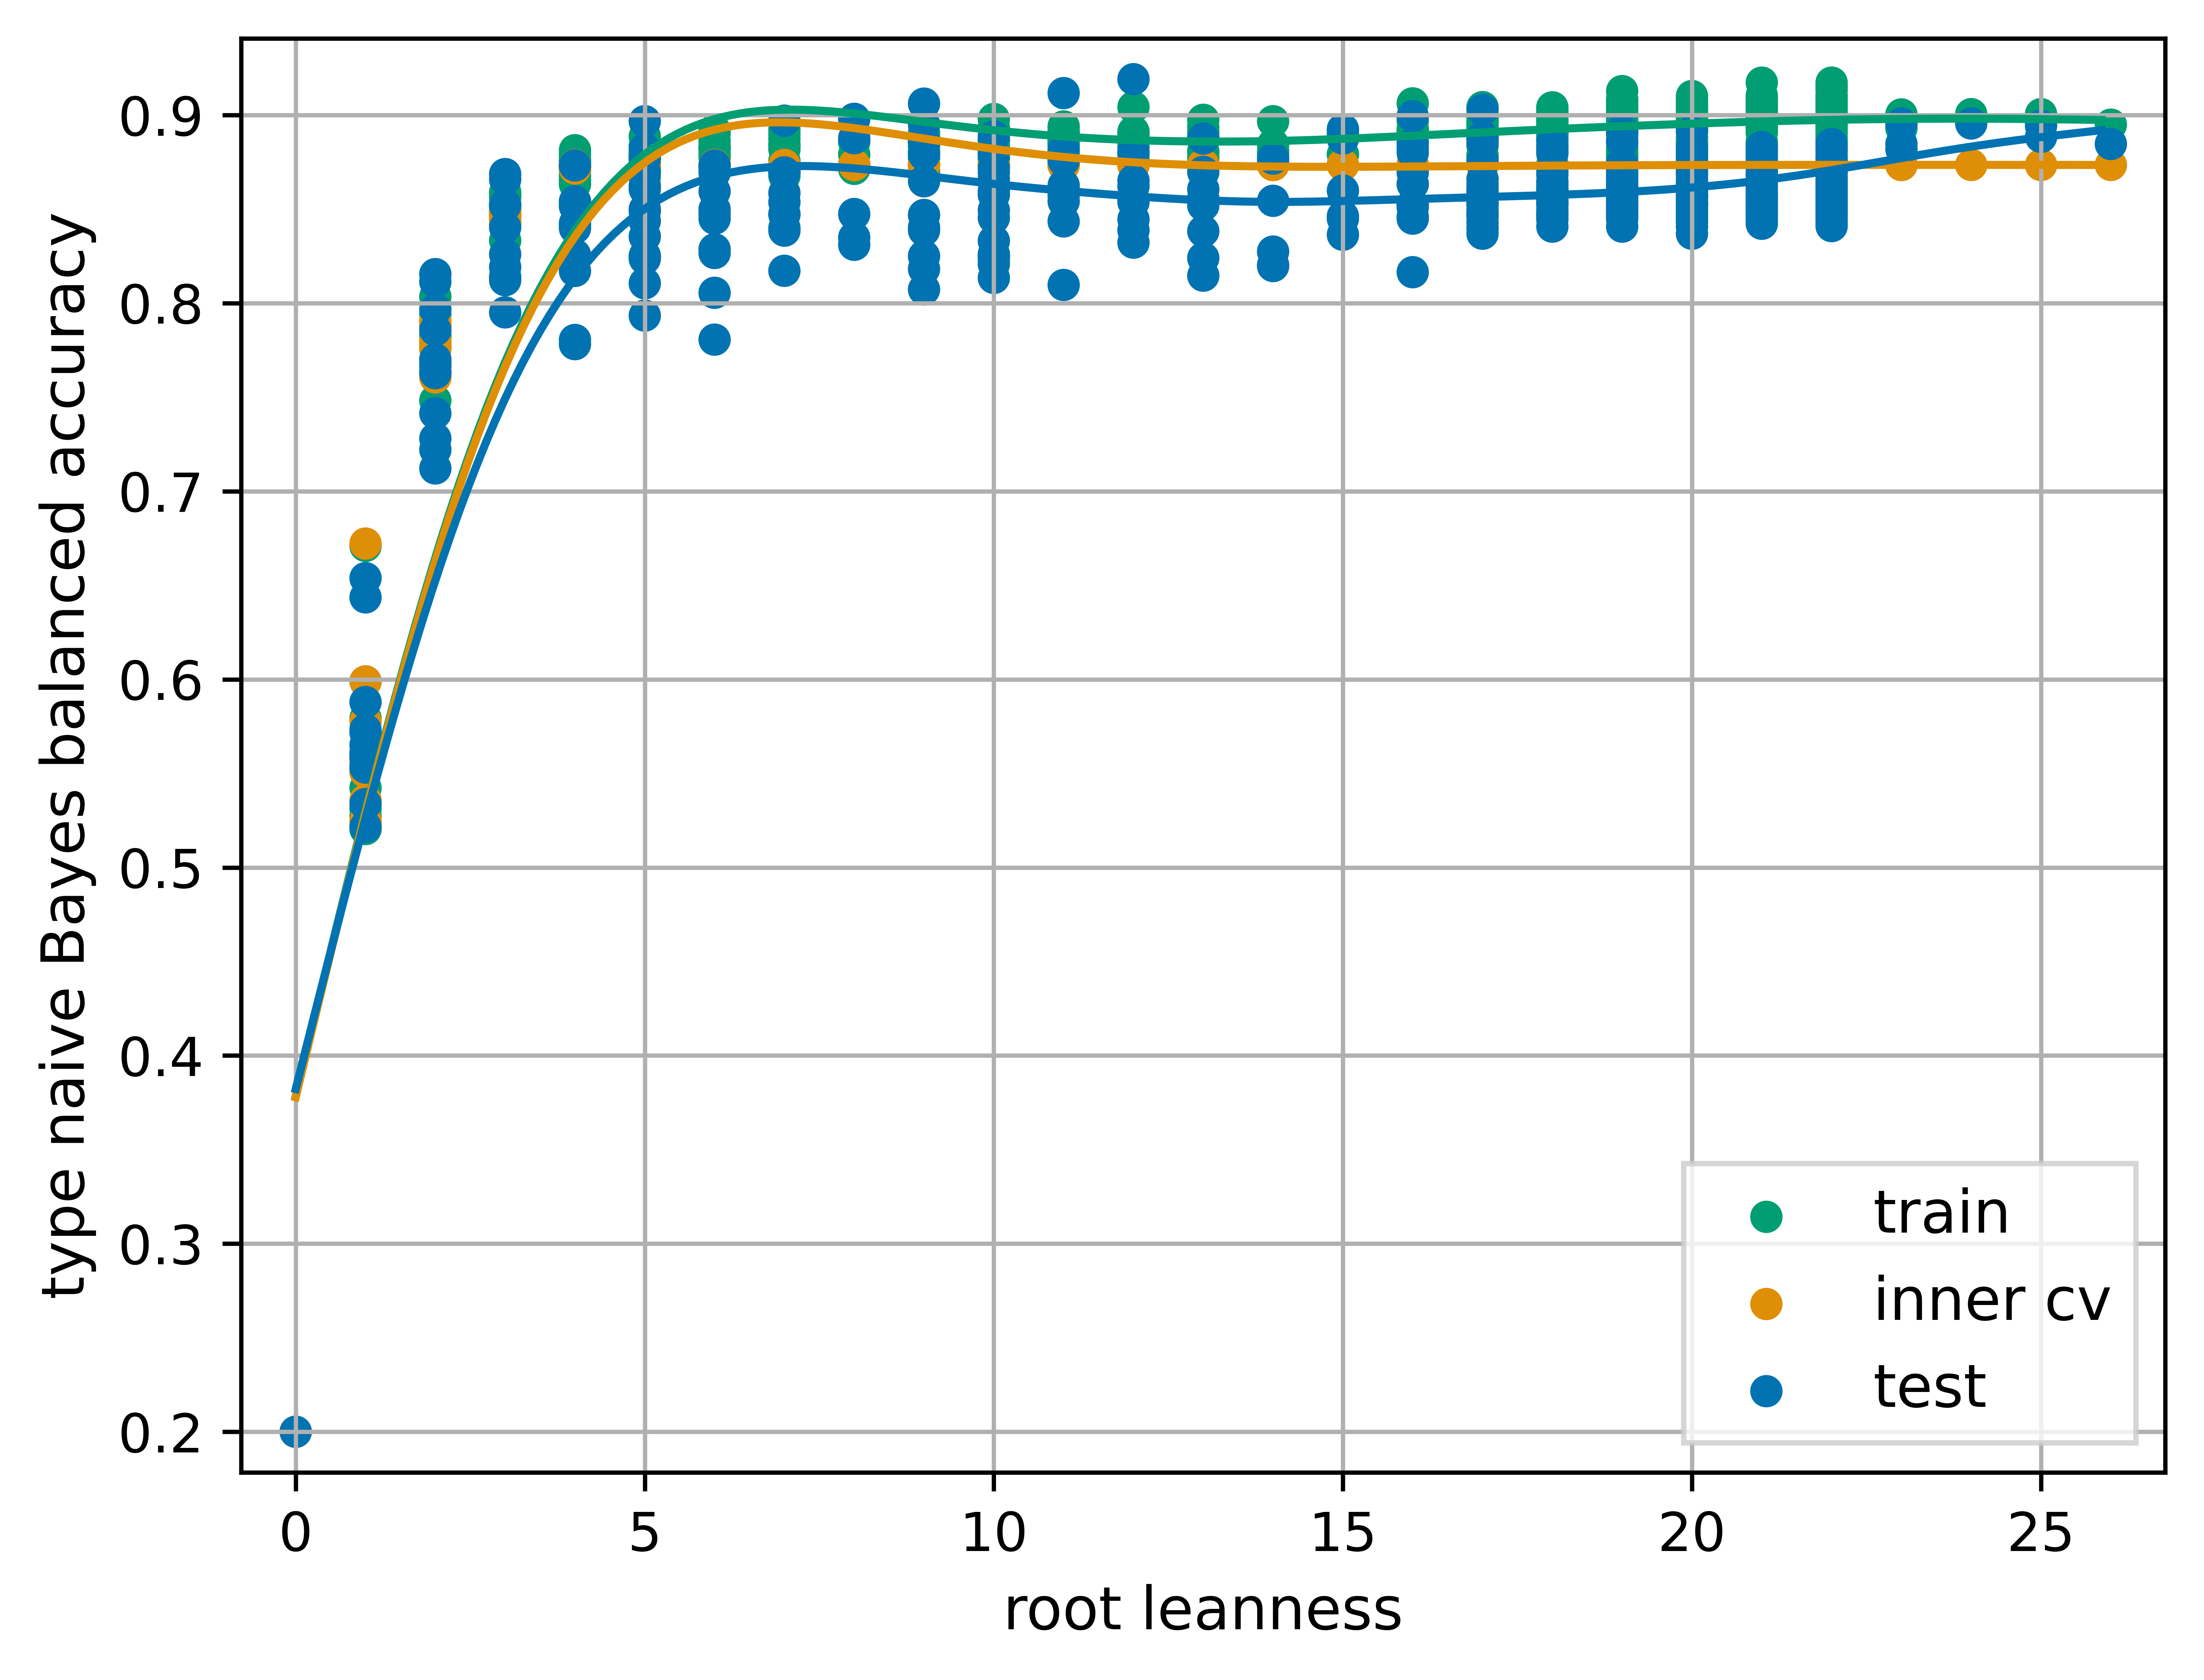 type naive Bayes balanced accuracy
0.9
0.8
0.7
0.6
0.5
0.4
0.3
0.2
train
inner cv
test
0 5 10 15 20 25
root leanness